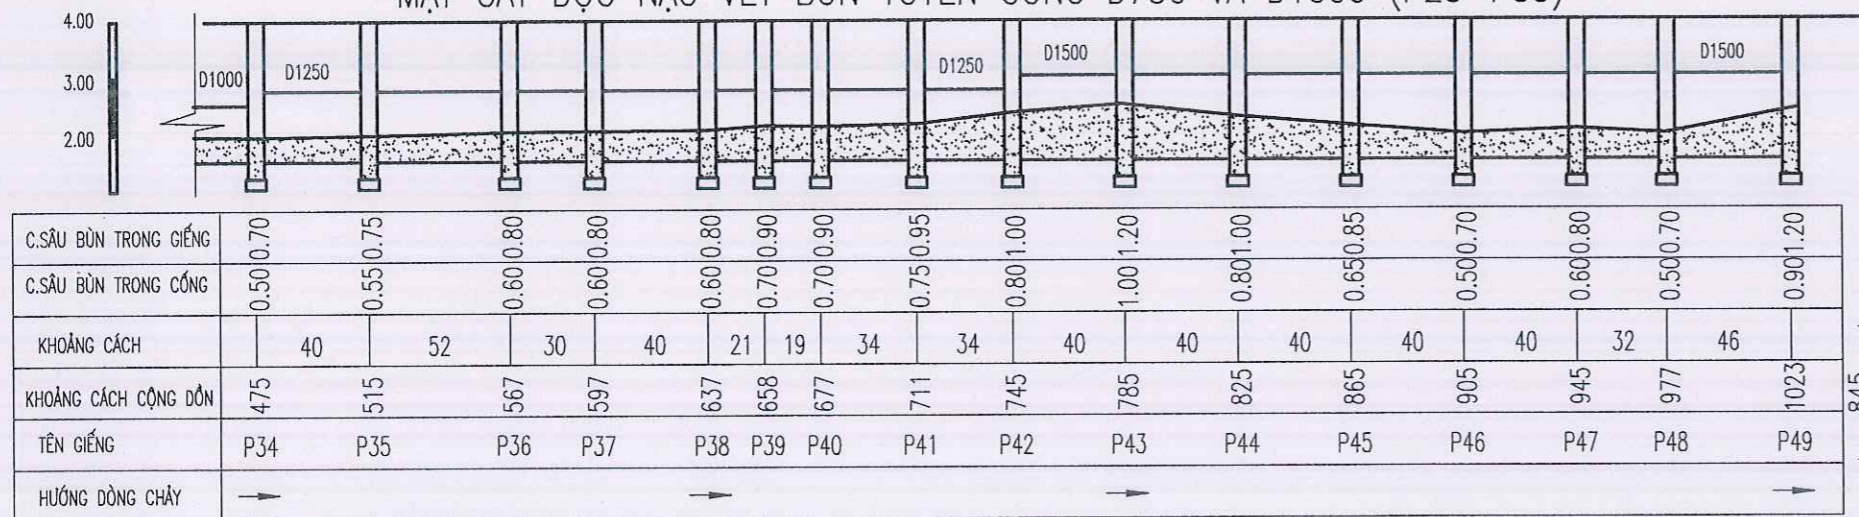 4.00
3.00
2.00
D1000
D1250
D1250
D1500
D1500
C.SÂU BÙN TRONG GIẾNG 0.70 0.75 0.80 0.80 0.80 0.90 0.90 0.95 1.00 1.20 1.00 0.85 0.70 0.80 0.70 1.20
C.SÂU BÙN TRONG CỐNG 0.50 0.55 0.60 0.60 0.60 0.70 0.70 0.75 0.80 1.00 0.80 0.65 0.50 0.60 0.50 0.90
KHOẢNG CÁCH 40 52 30 40 21 19 34 34 40 40 40 40 40 32 46
KHOẢNG CÁCH CỘNG DỒN 475 515 567 597 637 658 677 711 745 785 825 865 905 945 977 1023
845
TÊN GIẾNG P34 P35 P36 P37 P38 P39 P40 P41 P42 P43 P44 P45 P46 P47 P48 P49
HƯỚNG DÒNG CHẢY